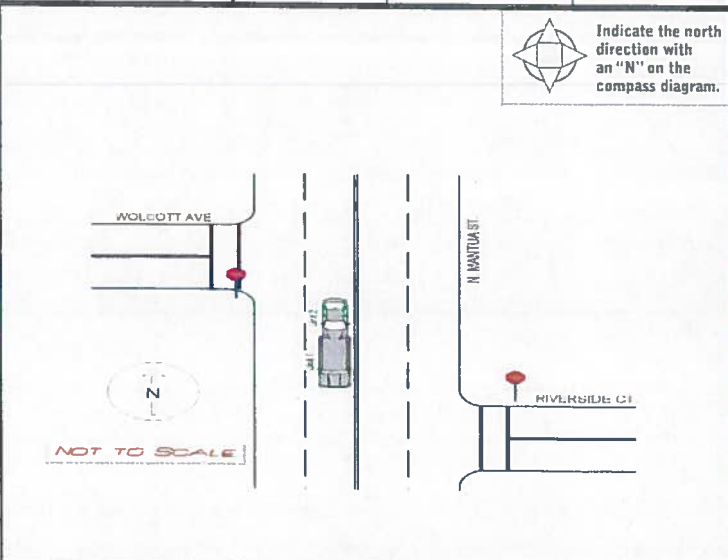 Indicate the north
direction with
an "N" on the
compass diagram.
WOLCOTT AVE
N. MANTUA ST.
N
RIVERSIDE CT.
NOT TO SCALE